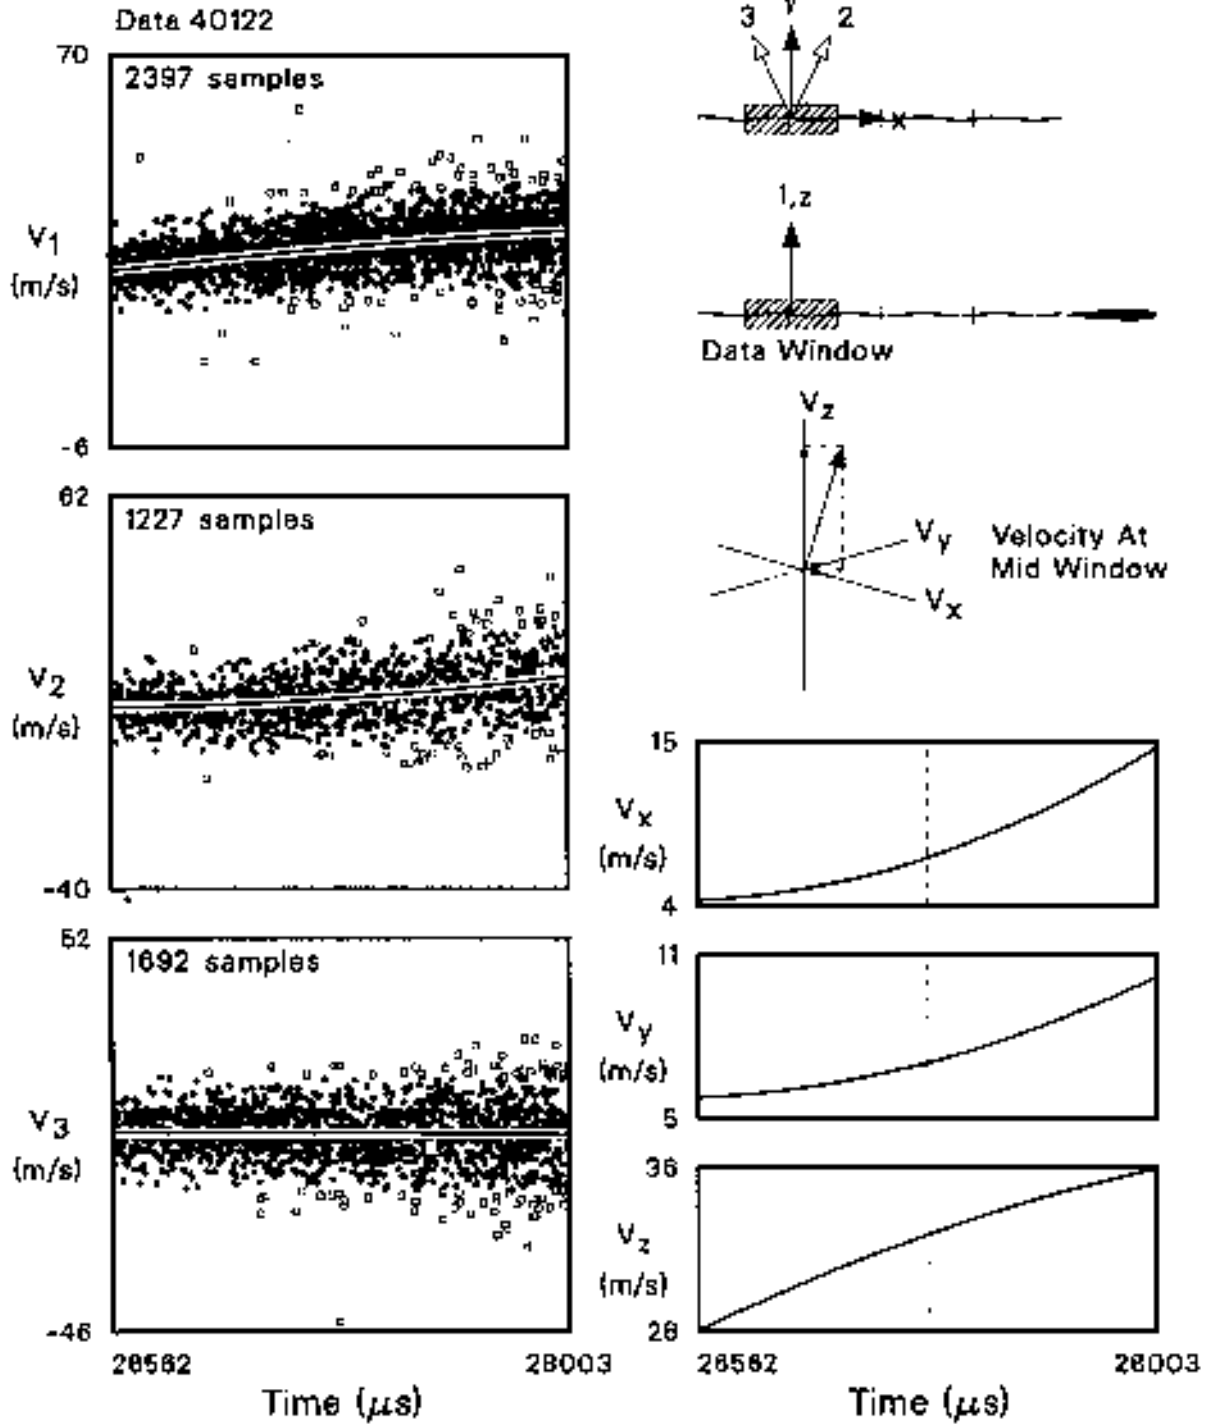 Data 40122
70
2397 samples
V1
(m/s)
-6
62
1227 samples
V2
(m/s)
-40
52
1692 samples
V3
(m/s)
-46
26562
28003
Time (μs)
3
y
2
x
1,z
Data Window
Vz
Vy
Vx
Velocity At
Mid Window
15
Vx
(m/s)
4
11
Vy
(m/s)
5
36
Vz
(m/s)
28
26562
28003
Time (μs)